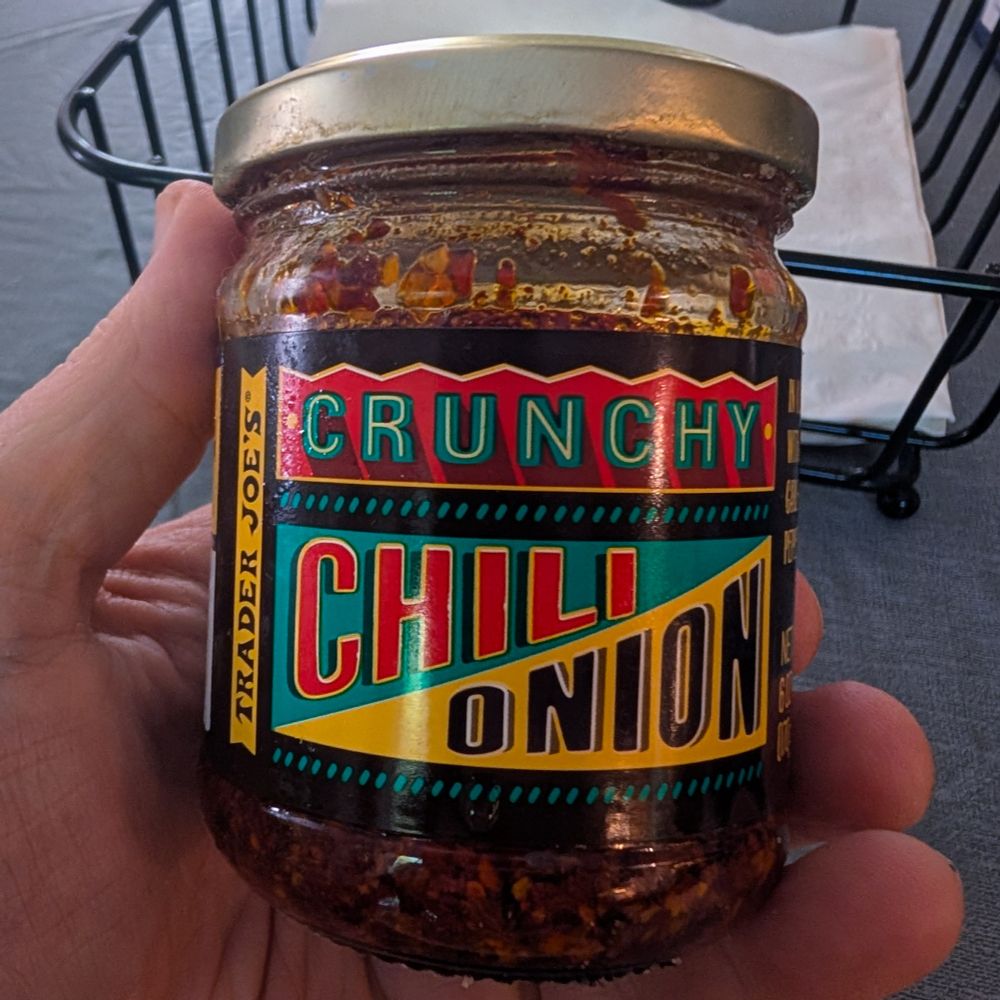 TRADER JOE'S®
CRUNCHY
CHILI
ONION